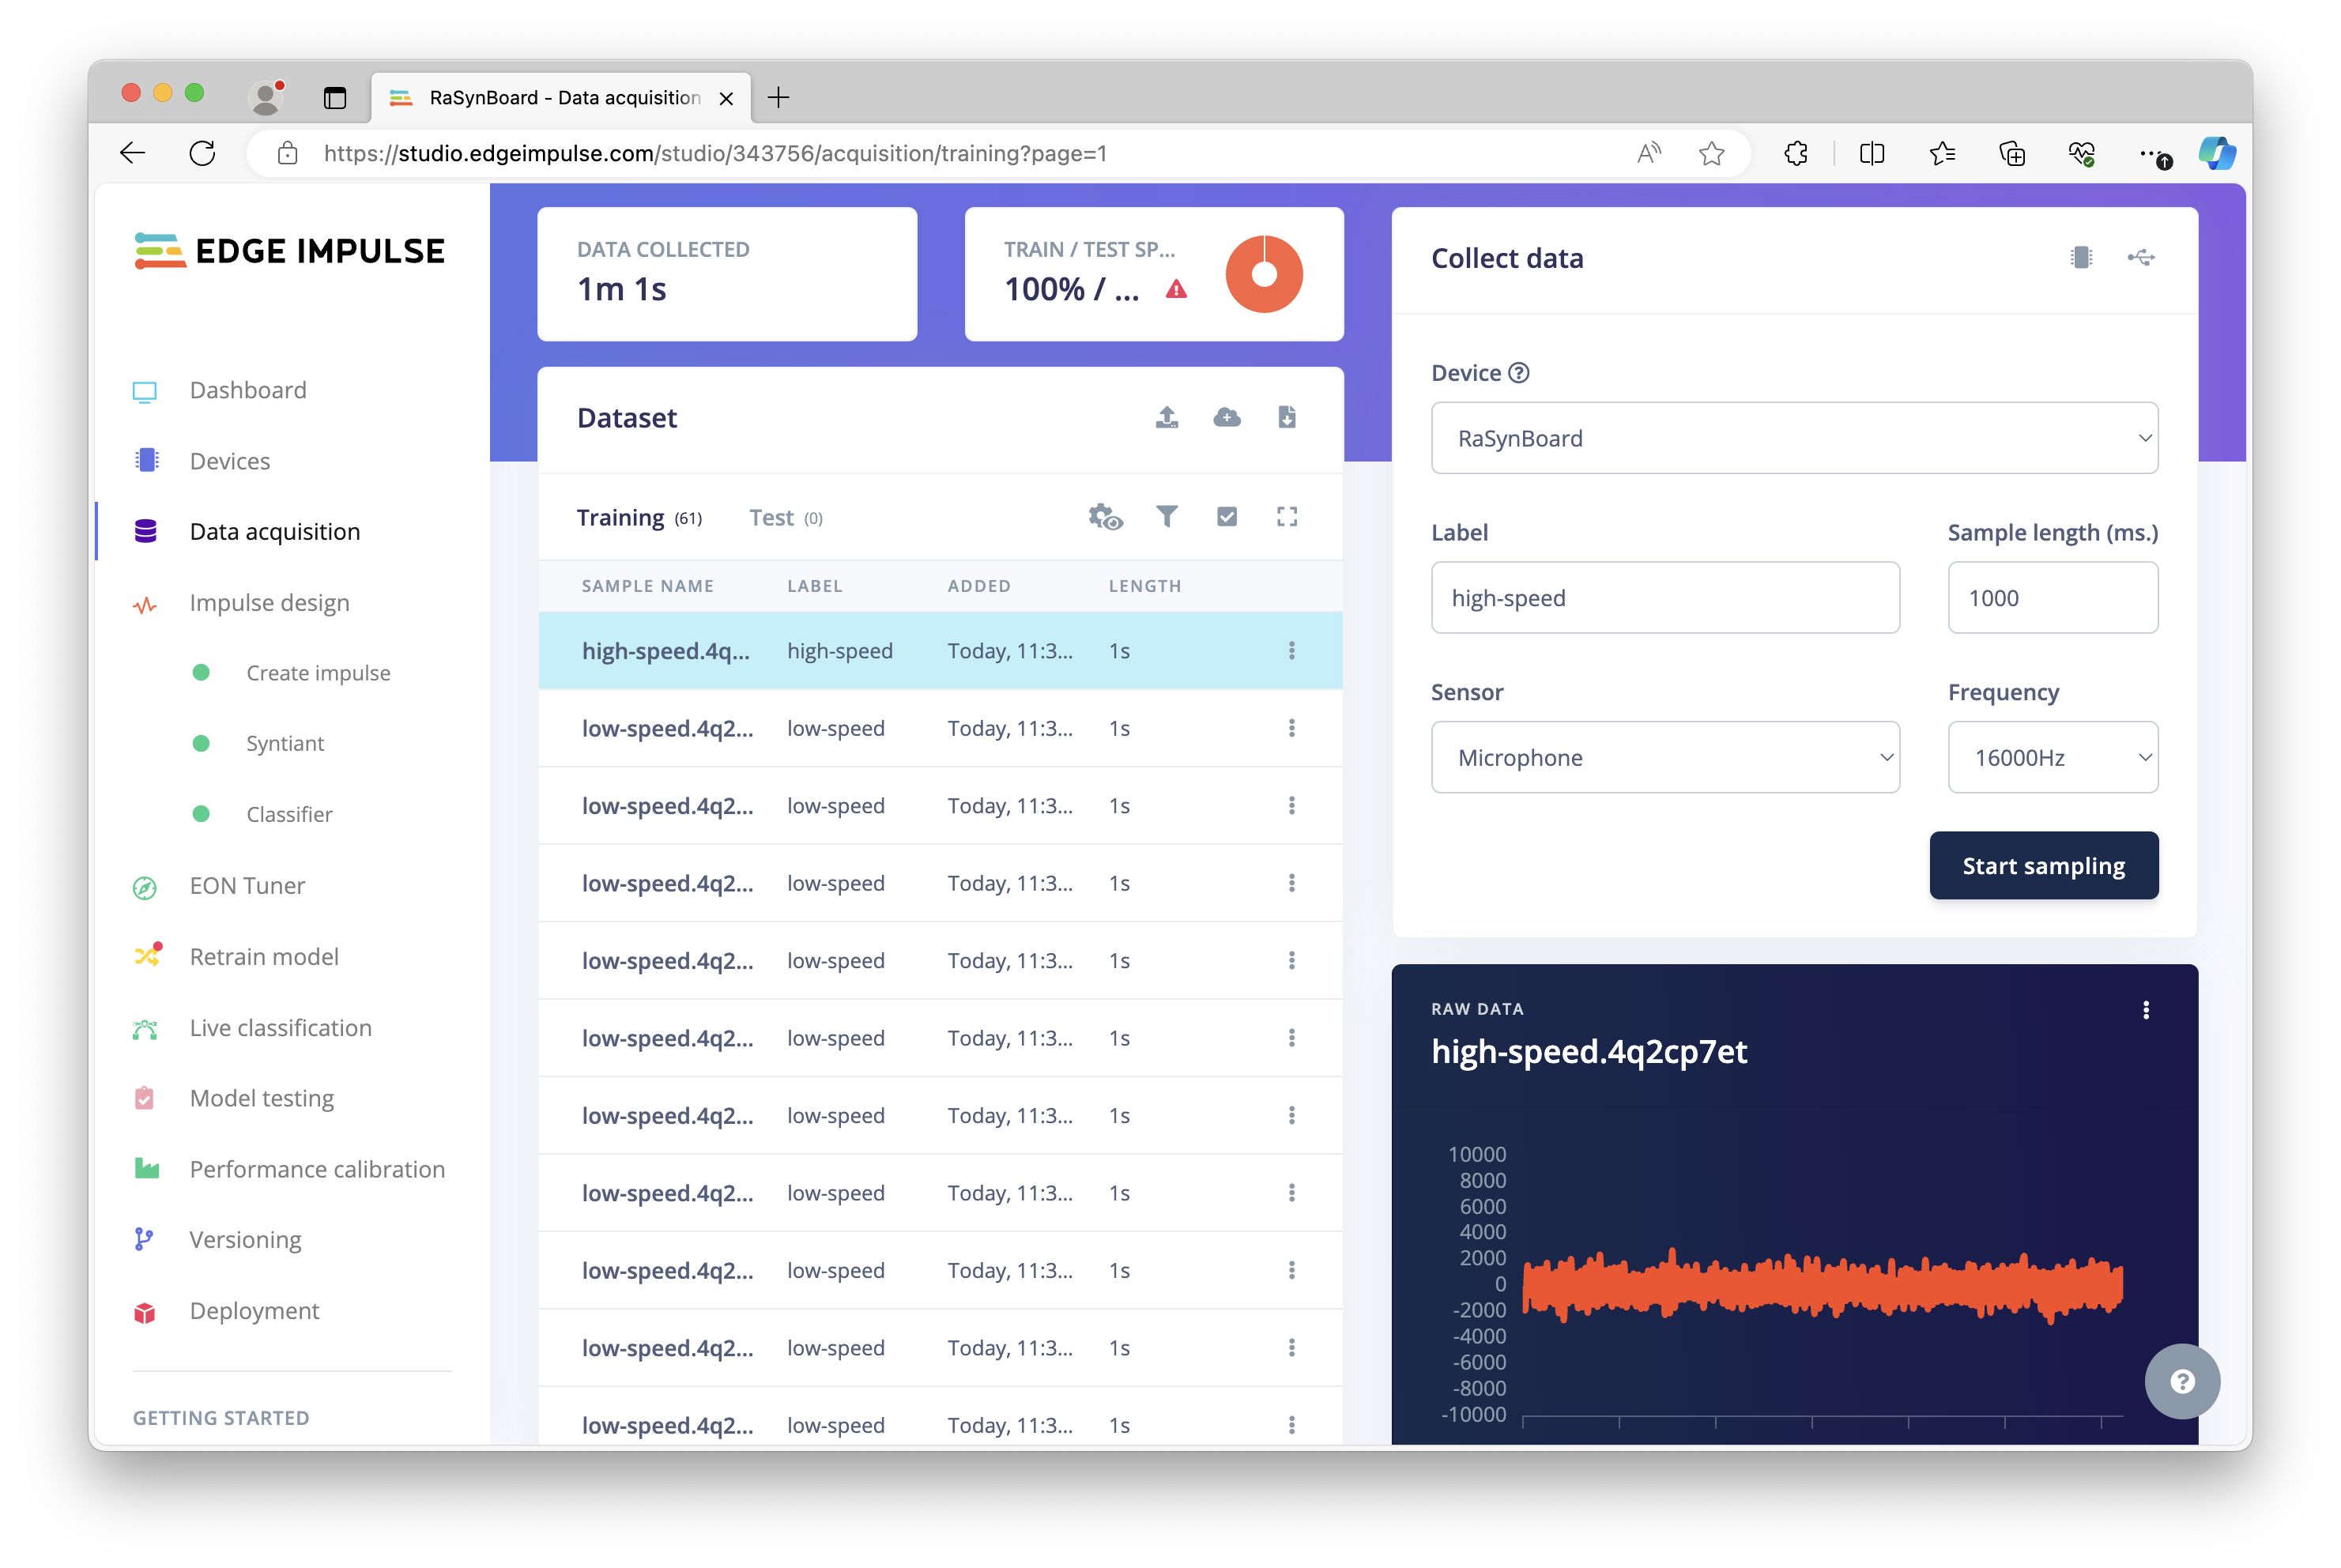 RaSynBoard - Data acquisition
https://studio.edgeimpulse.com/studio/343756/acquisition/training?page=1
EDGE IMPULSE
Dashboard
Devices
Data acquisition
Impulse design
Create impulse
Syntiant
Classifier
EON Tuner
Retrain model
Live classification
Model testing
Performance calibration
Versioning
Deployment
GETTING STARTED
DATA COLLECTED
1m 1s
TRAIN / TEST SP...
100% / ...
Dataset
Training (61) Test (0)
SAMPLE NAME LABEL ADDED LENGTH
high-speed.4q... high-speed Today, 11:3... 1s
low-speed.4q2... low-speed Today, 11:3... 1s
low-speed.4q2... low-speed Today, 11:3... 1s
low-speed.4q2... low-speed Today, 11:3... 1s
low-speed.4q2... low-speed Today, 11:3... 1s
low-speed.4q2... low-speed Today, 11:3... 1s
low-speed.4q2... low-speed Today, 11:3... 1s
low-speed.4q2... low-speed Today, 11:3... 1s
low-speed.4q2... low-speed Today, 11:3... 1s
low-speed.4q2... low-speed Today, 11:3... 1s
low-speed.4q2... low-speed Today, 11:3... 1s
Collect data
Device ?
RaSynBoard
Label Sample length (ms.)
high-speed 1000
Sensor Frequency
Microphone 16000Hz
Start sampling
RAW DATA
high-speed.4q2cp7et
10000
8000
6000
4000
2000
0
-2000
-4000
-6000
-8000
-10000
?